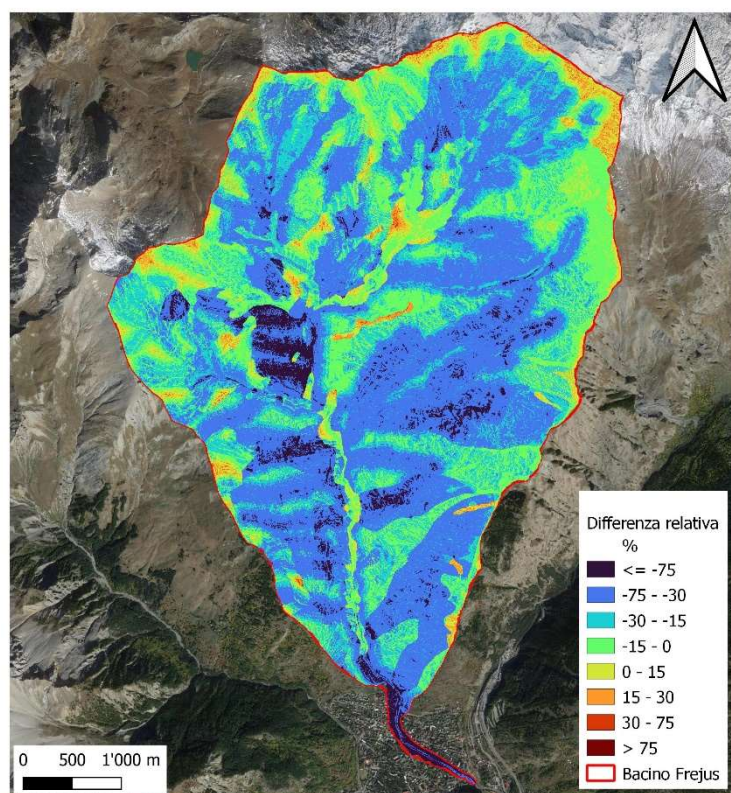 Differenza relativa
%
<= -75
-75 - -30
-30 - -15
-15 - 0
0 - 15
15 - 30
30 - 75
> 75
Bacino Frejus
0 500 1'000 m